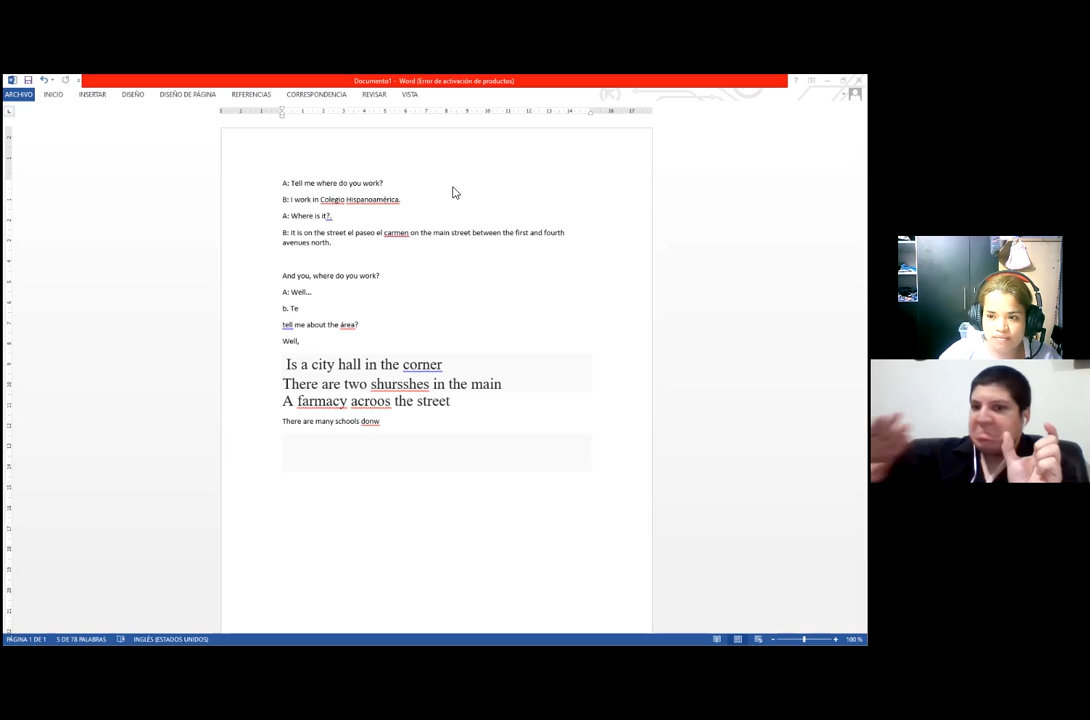 Documento1 - Word (Error de activación de productos)
ARCHIVO INICIO INSERTAR DISEÑO DISEÑO DE PÁGINA REFERENCIAS CORRESPONDENCIA REVISAR VISTA
A: Tell me where do you work?
B: I work in Colegio Hispanoamérica.
A: Where is it?.
B: It is on the street el paseo el carmen on the main street between the first and fourth
avenues north.
And you, where do you work?
A: Well...
b. Te
tell me about the área?
Well,
Is a city hall in the corner
There are two shursshes in the main
A farmacy acroos the street
There are many schools donw
PÁGINA 1 DE 1 5 DE 78 PALABRAS INGLÉS (ESTADOS UNIDOS) 100 %